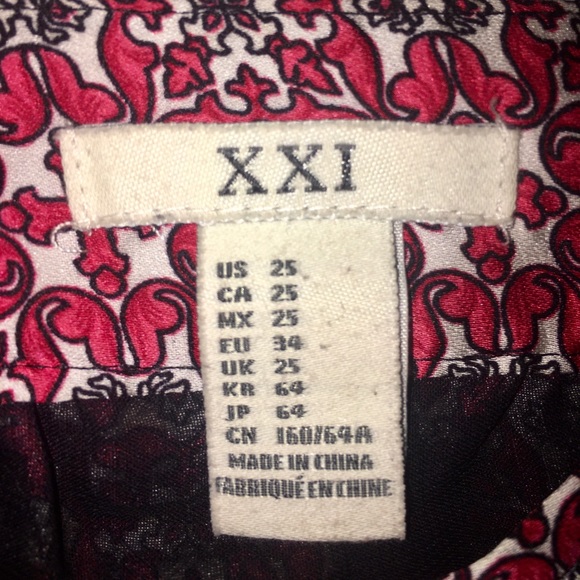 XXI
US 25
CA 25
MX 25
EU 34
UK 25
KR 64
JP 64
CN 160/64A
MADE IN CHINA
FABRIQUÉ EN CHINE